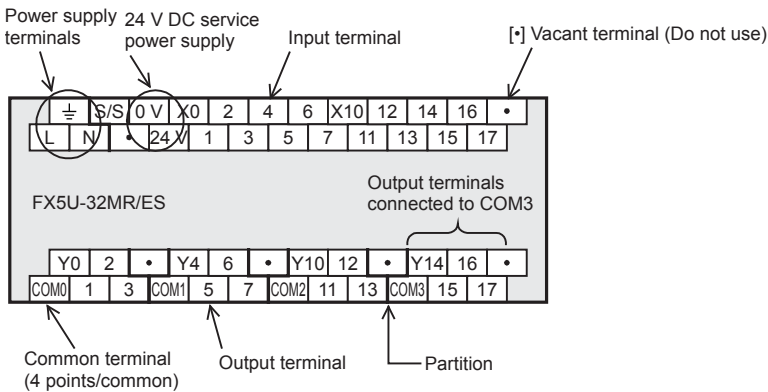 Power supply
terminals
24 V DC service
power supply
Input terminal
[•] Vacant terminal (Do not use)
⏚ S/S 0 V X0 2 4 6 X10 12 14 16 •
L N • 24 V 1 3 5 7 11 13 15 17
FX5U-32MR/ES
Output terminals
connected to COM3
Y0 2 • Y4 6 • Y10 12 • Y14 16 •
COM0 1 3 COM1 5 7 COM2 11 13 COM3 15 17
Common terminal
(4 points/common)
Output terminal
Partition